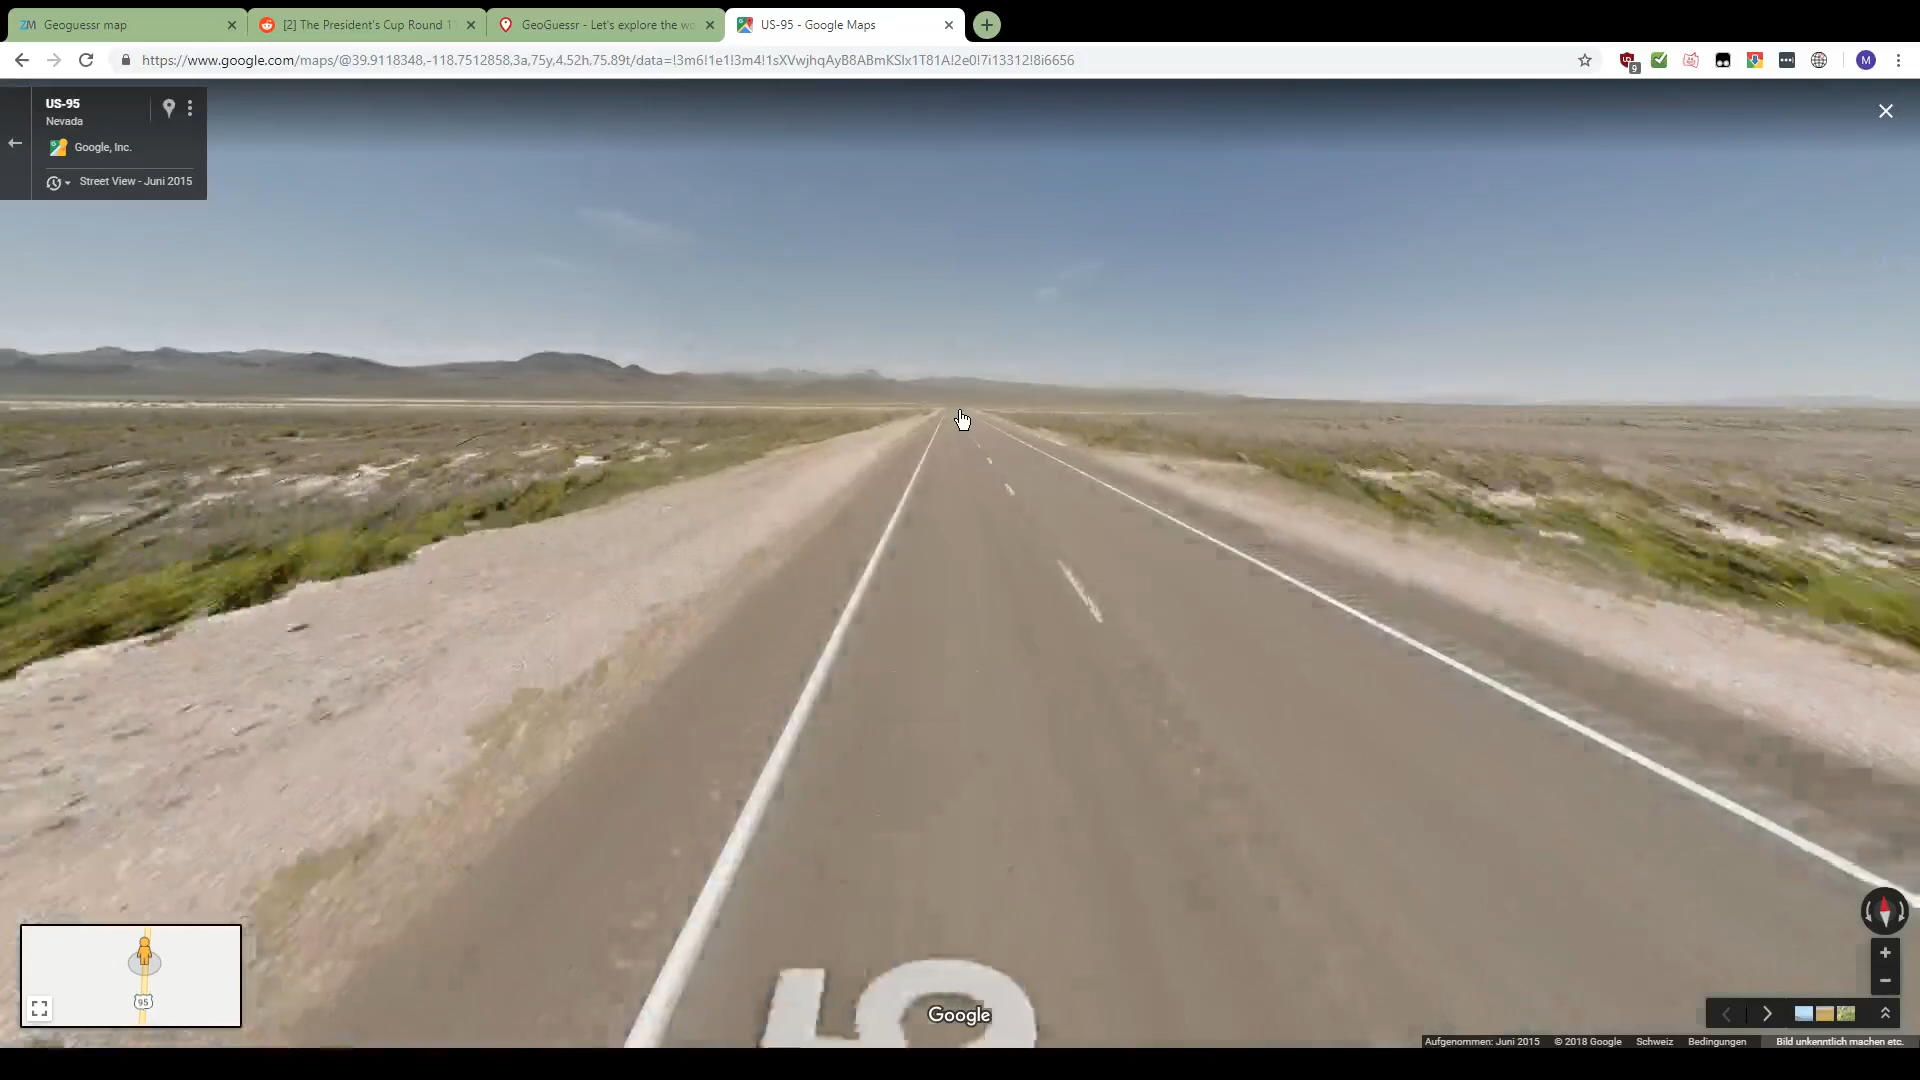 ZM Geoguessr map
[2] The President's Cup Round 1
GeoGuessr - Let's explore the wo
US-95 - Google Maps
https://www.google.com/maps/@39.9118348,-118.7512858,3a,75y,4.52h,75.89t/data=!3m6!1e1!3m4!1sXVwjhqAyB8ABmKSlx1T81A!2e0!7i13312!8i6656
9
M
US-95
Nevada
Google, Inc.
Street View - Juni 2015
95
Google
Aufgenommen: Juni 2015 © 2018 Google Schweiz Bedingungen Bild unkenntlich machen etc.